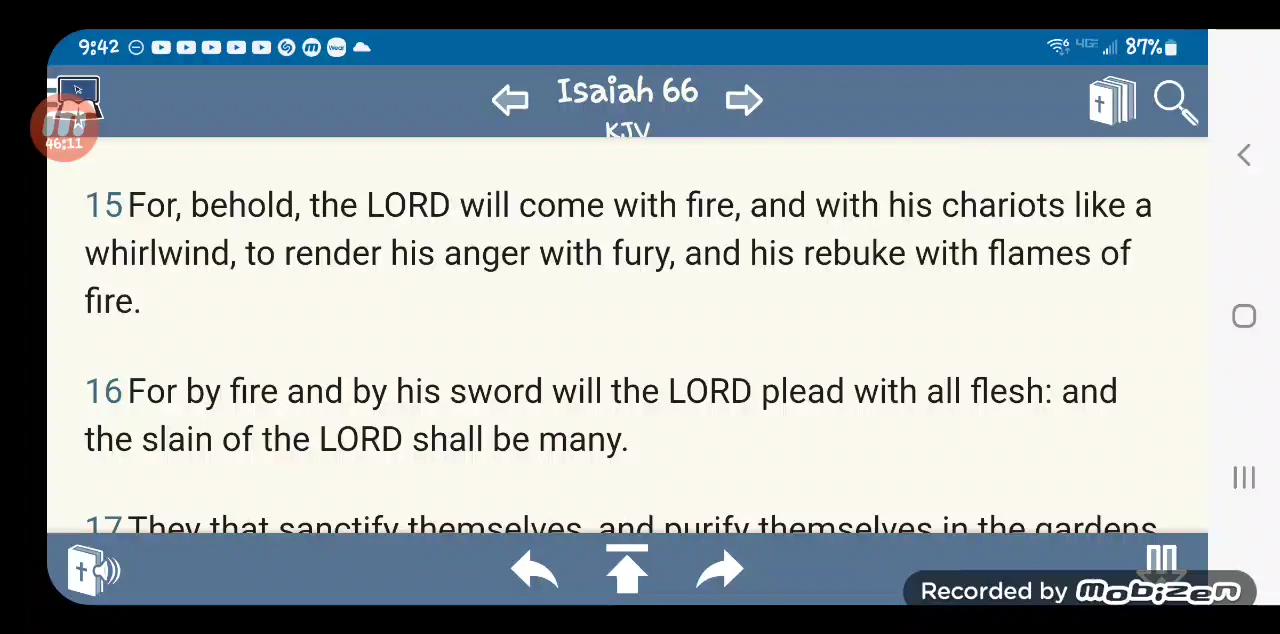 9:42
Wear
6 4GE 87%
Isaiah 66
KJV
m
46:11
15 For, behold, the LORD will come with fire, and with his chariots like a
whirlwind, to render his anger with fury, and his rebuke with flames of
fire.
16 For by fire and by his sword will the LORD plead with all flesh: and
the slain of the LORD shall be many.
17 They that sanctify themselves, and purify themselves in the gardens
Recorded by mobizen